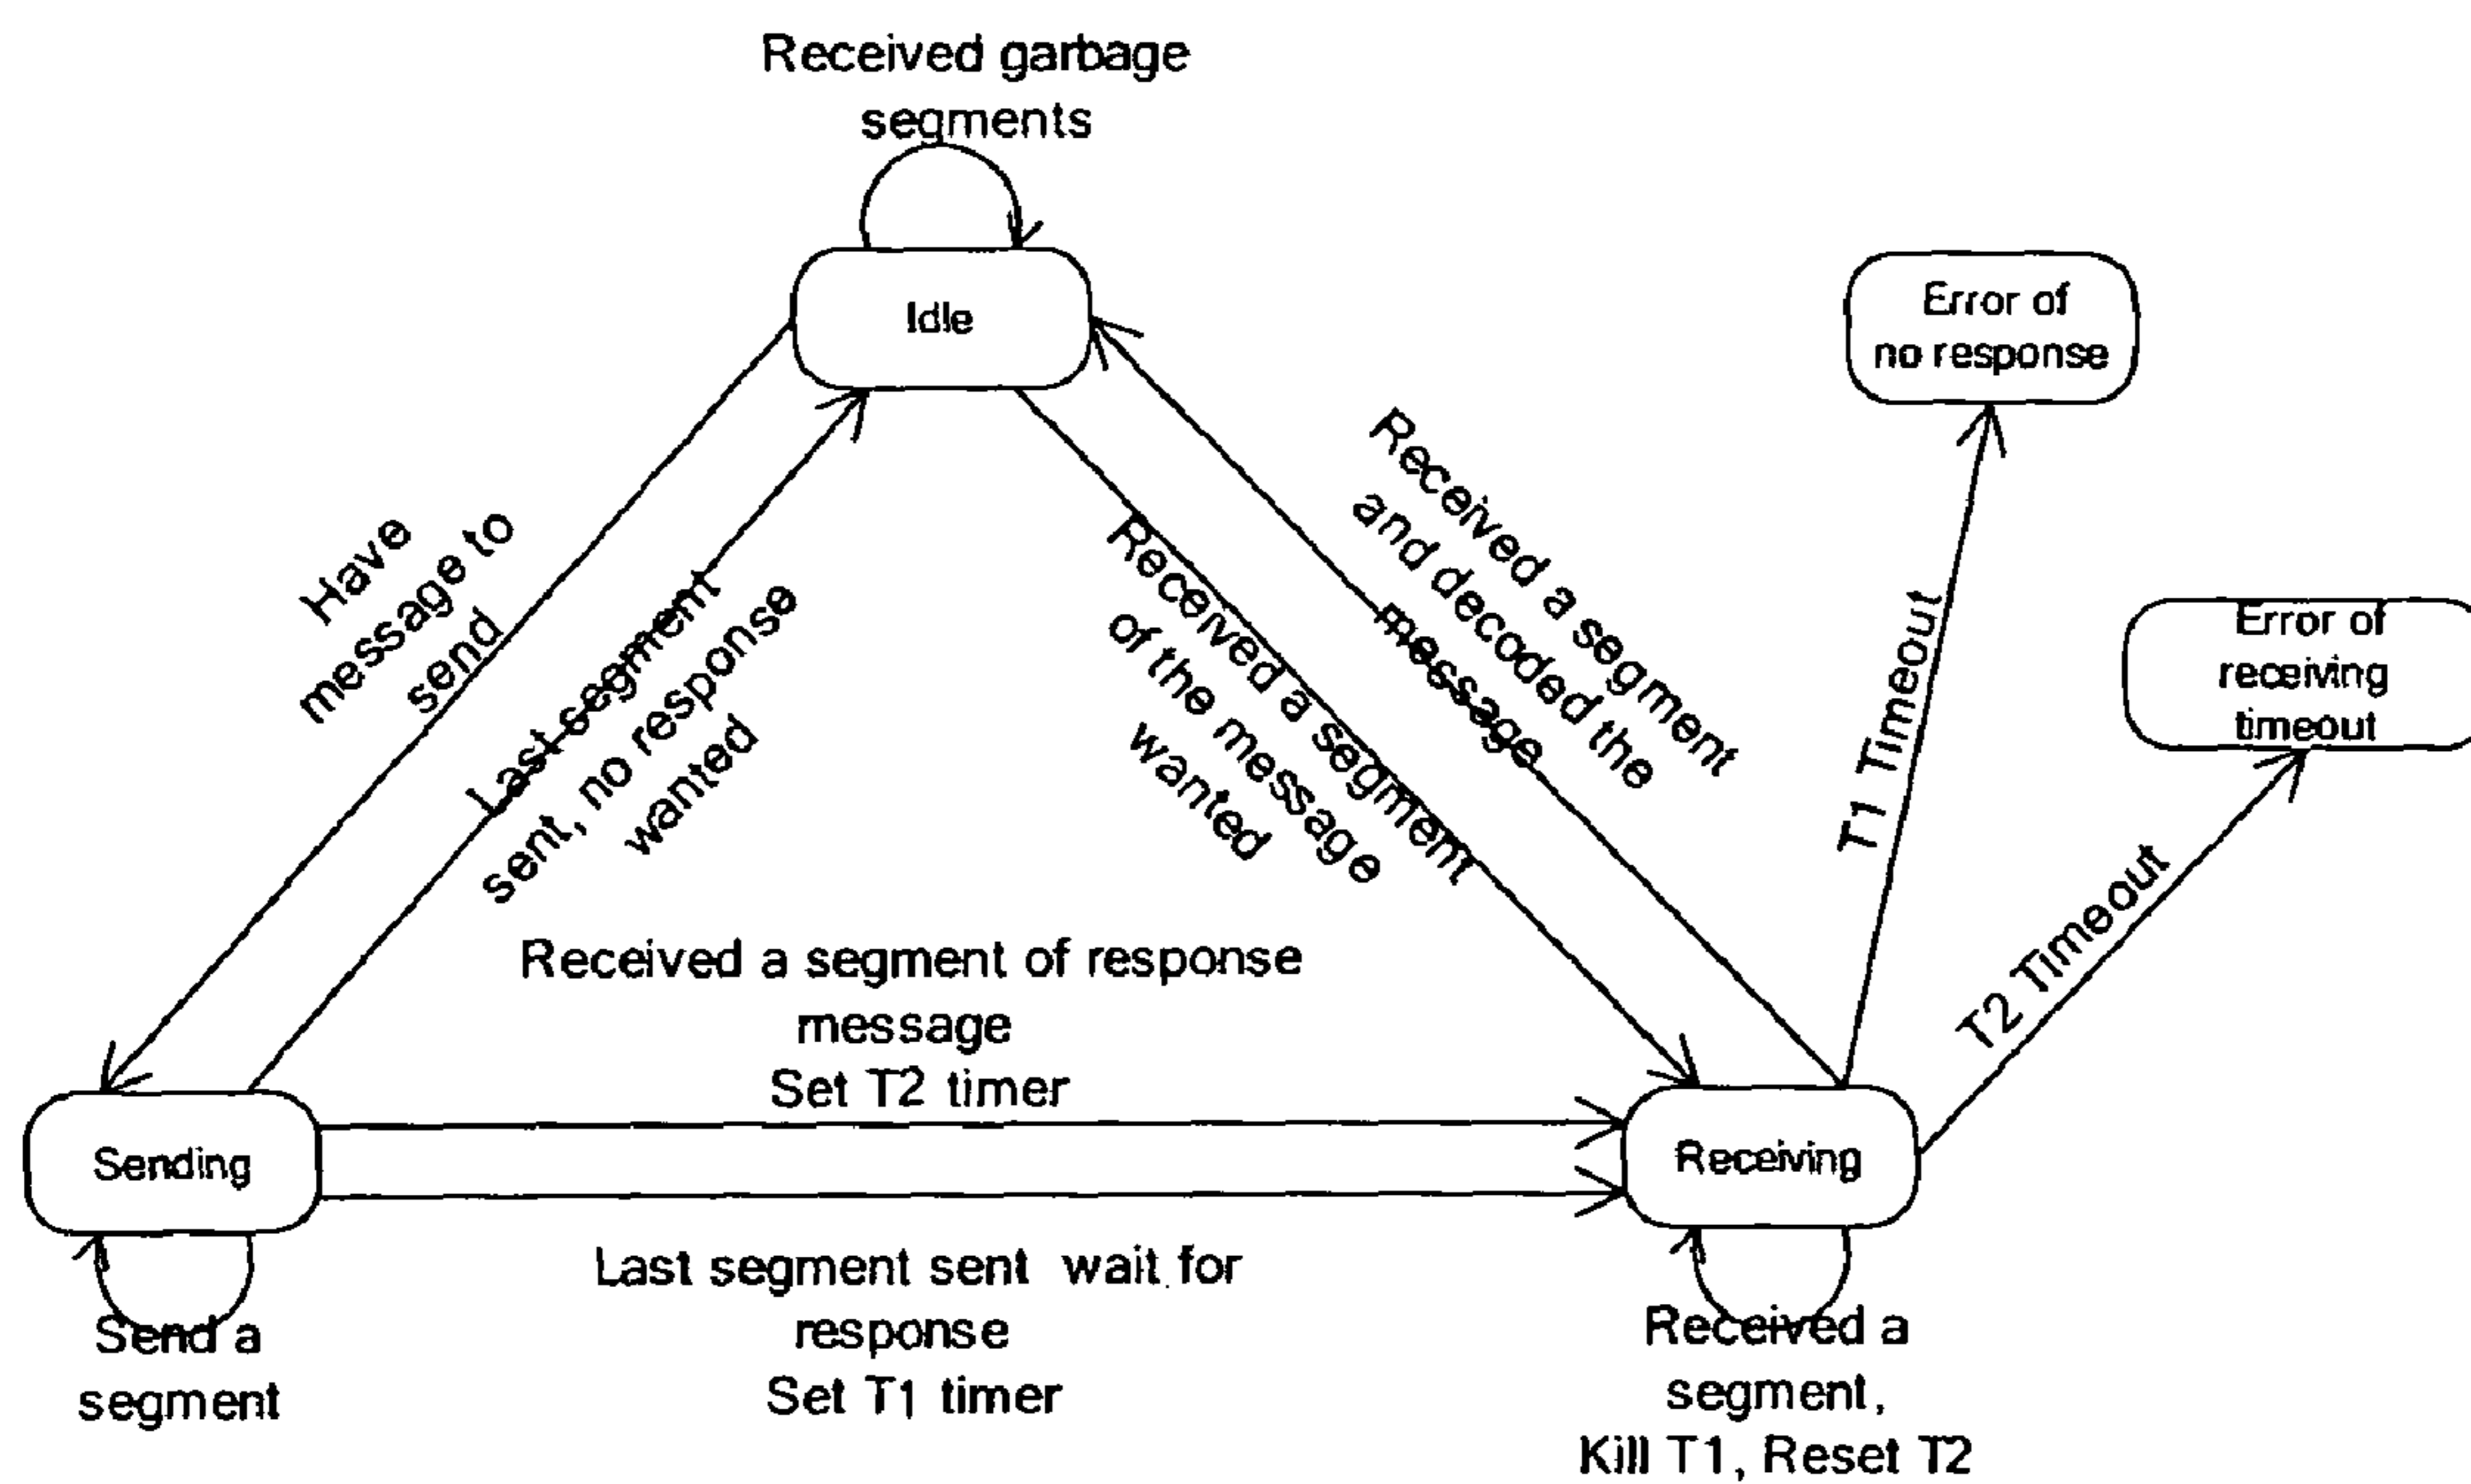 Received garbage
segments
Idle
Error of
no response
Have
message to
send
Last segment
sent, no response
wanted
Received a segment
of the message
wanted
Received a segment
and decoded the
message
T1 Timeout
Error of
receiving
timeout
T2 Timeout
Received a segment of response
message
Set T2 timer
Sending
Receiving
Last segment sent wait for
response
Set T1 timer
Send a
segment
Received a
segment,
Kill T1, Reset T2